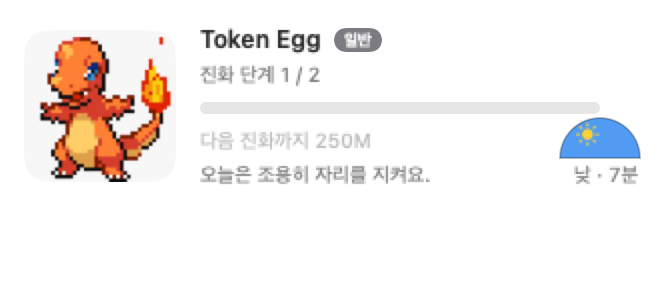 Token Egg 일반
진화 단계 1 / 2
다음 진화까지 250M
오늘은 조용히 자리를 지켜요.
낮 · 7분